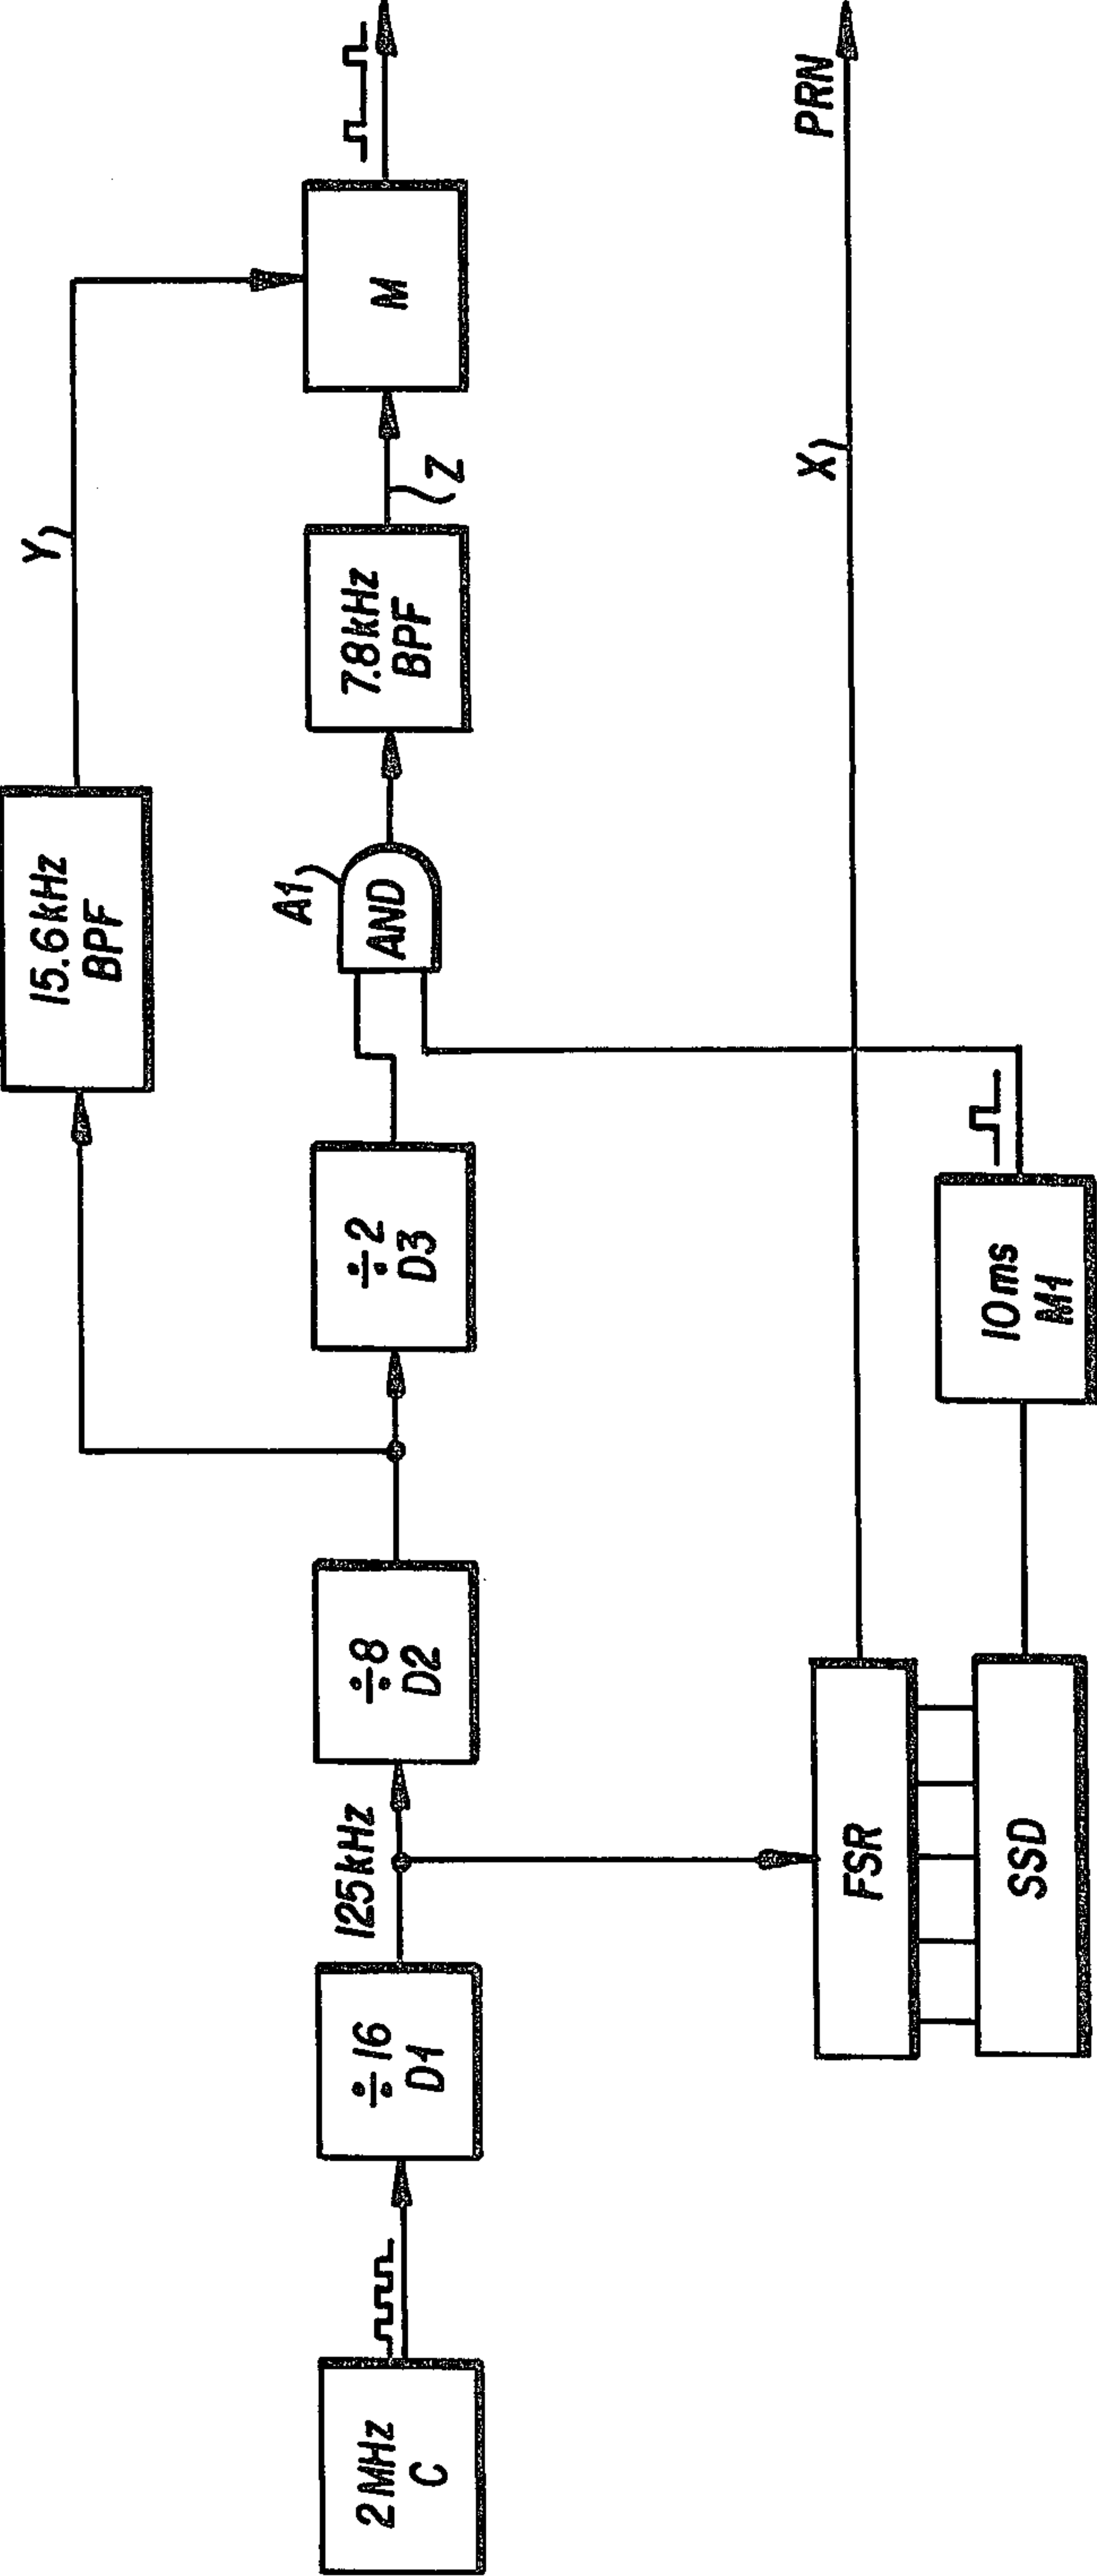 15.6kHz
BPF
Y
2MHz
C
÷16
D1
125kHz
÷8
D2
÷2
D3
A1
AND
7.8kHz
BPF
Z
M
FSR
X
PRN
SSD
10ms
M1